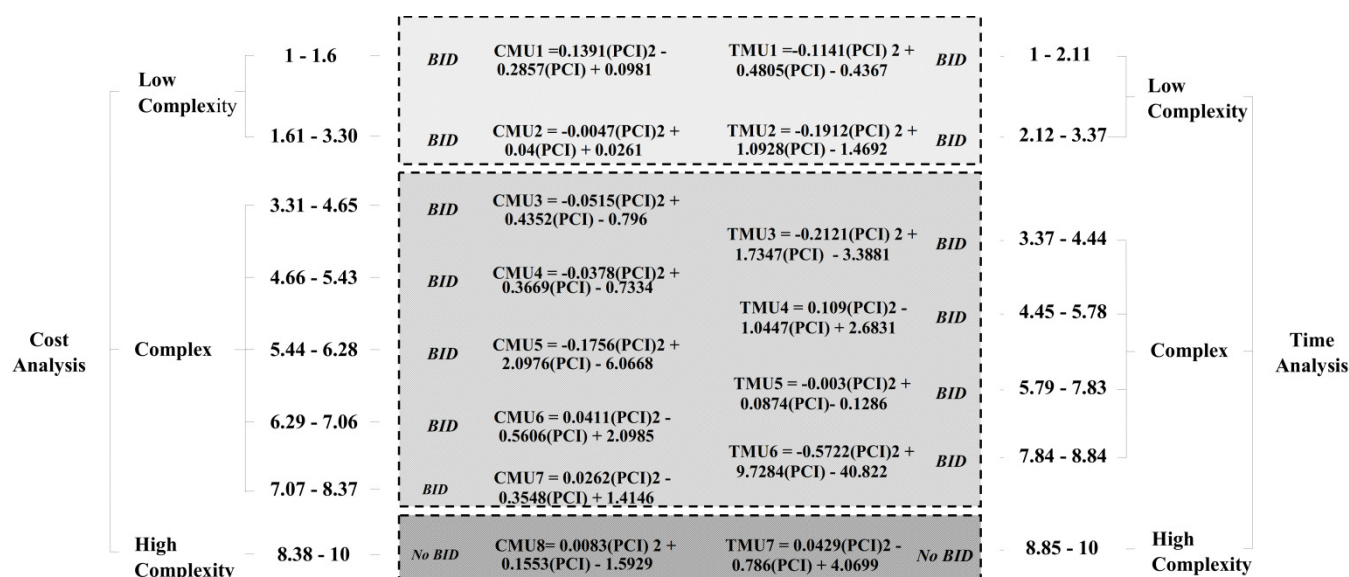 Cost
Analysis
Low
Complexity
1 - 1.6
BID
CMU1 =0.1391(PCI)2 -
0.2857(PCI) + 0.0981
1.61 - 3.30
BID
CMU2 = -0.0047(PCI)2 +
0.04(PCI) + 0.0261
Complex
3.31 - 4.65
BID
CMU3 = -0.0515(PCI)2 +
0.4352(PCI) - 0.796
4.66 - 5.43
BID
CMU4 = -0.0378(PCI)2 +
0.3669(PCI) - 0.7334
5.44 - 6.28
BID
CMU5 = -0.1756(PCI)2 +
2.0976(PCI) - 6.0668
6.29 - 7.06
BID
CMU6 = 0.0411(PCI)2 -
0.5606(PCI) + 2.0985
7.07 - 8.37
BID
CMU7 = 0.0262(PCI)2 -
0.3548(PCI) + 1.4146
High
Complexity
8.38 - 10
No BID
CMU8= 0.0083(PCI) 2 +
0.1553(PCI) - 1.5929
TMU1 =-0.1141(PCI) 2 +
0.4805(PCI) - 0.4367
BID
1 - 2.11
Low
Complexity
TMU2 = -0.1912(PCI) 2 +
1.0928(PCI) - 1.4692
BID
2.12 - 3.37
TMU3 = -0.2121(PCI) 2 +
1.7347(PCI) - 3.3881
BID
3.37 - 4.44
TMU4 = 0.109(PCI)2 -
1.0447(PCI) + 2.6831
BID
4.45 - 5.78
Complex
TMU5 = -0.003(PCI)2 +
0.0874(PCI)- 0.1286
BID
5.79 - 7.83
TMU6 = -0.5722(PCI)2 +
9.7284(PCI) - 40.822
BID
7.84 - 8.84
TMU7 = 0.0429(PCI)2 -
0.786(PCI) + 4.0699
No BID
8.85 - 10
High
Complexity
Time
Analysis